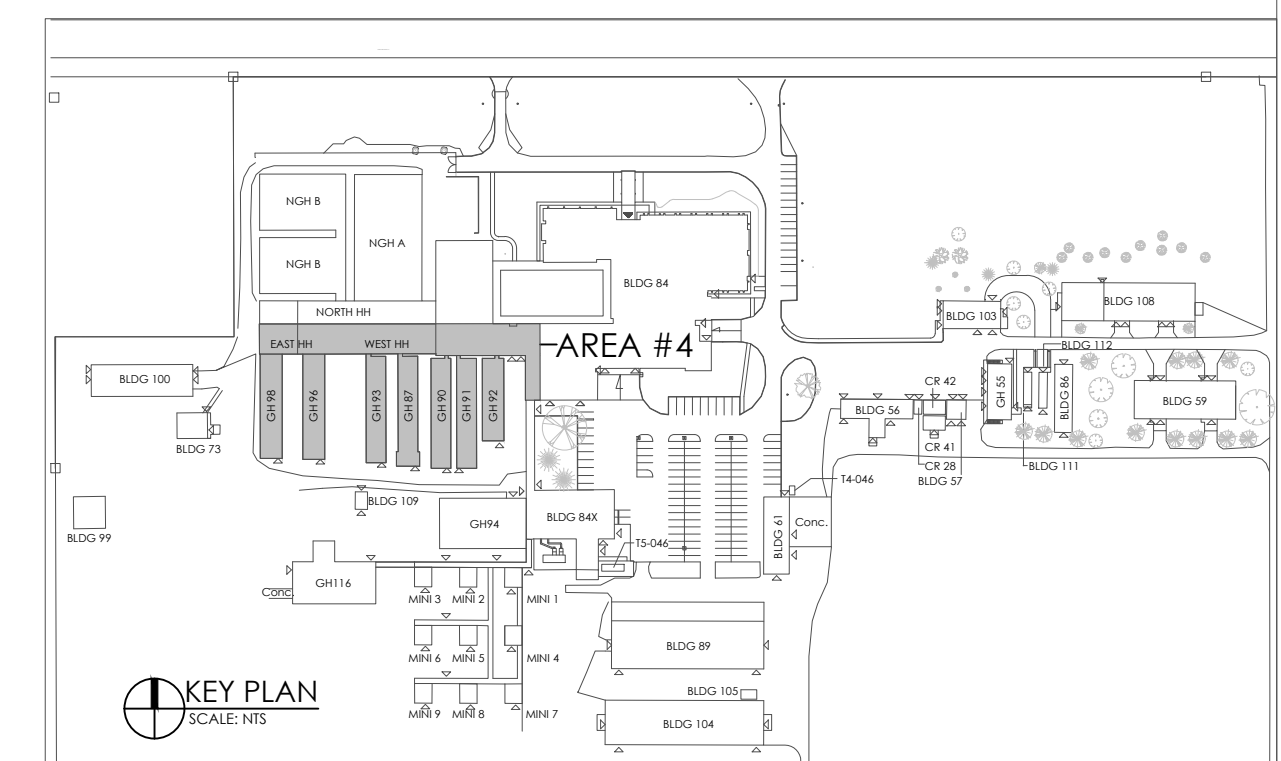 NGH B
NGH A
NGH B
BLDG 84
NORTH HH
EAST HH
WEST HH
AREA #4
BLDG 103
BLDG 108
BLDG 112
BLDG 100
GH 98
GH 96
GH 93
GH 87
GH 90
GH 91
GH 92
BLDG 73
CR 42
BLDG 56
CR 41
CR 28
BLDG 57
GH 55
BLDG 86
BLDG 59
BLDG 111
T4-046
BLDG 99
BLDG 109
GH94
BLDG 84X
T5-046
BLDG 61
Conc.
GH116
Conc.
MINI 3
MINI 2
MINI 1
MINI 6
MINI 5
MINI 4
MINI 9
MINI 8
MINI 7
BLDG 89
BLDG 105
BLDG 104
KEY PLAN
SCALE: NTS